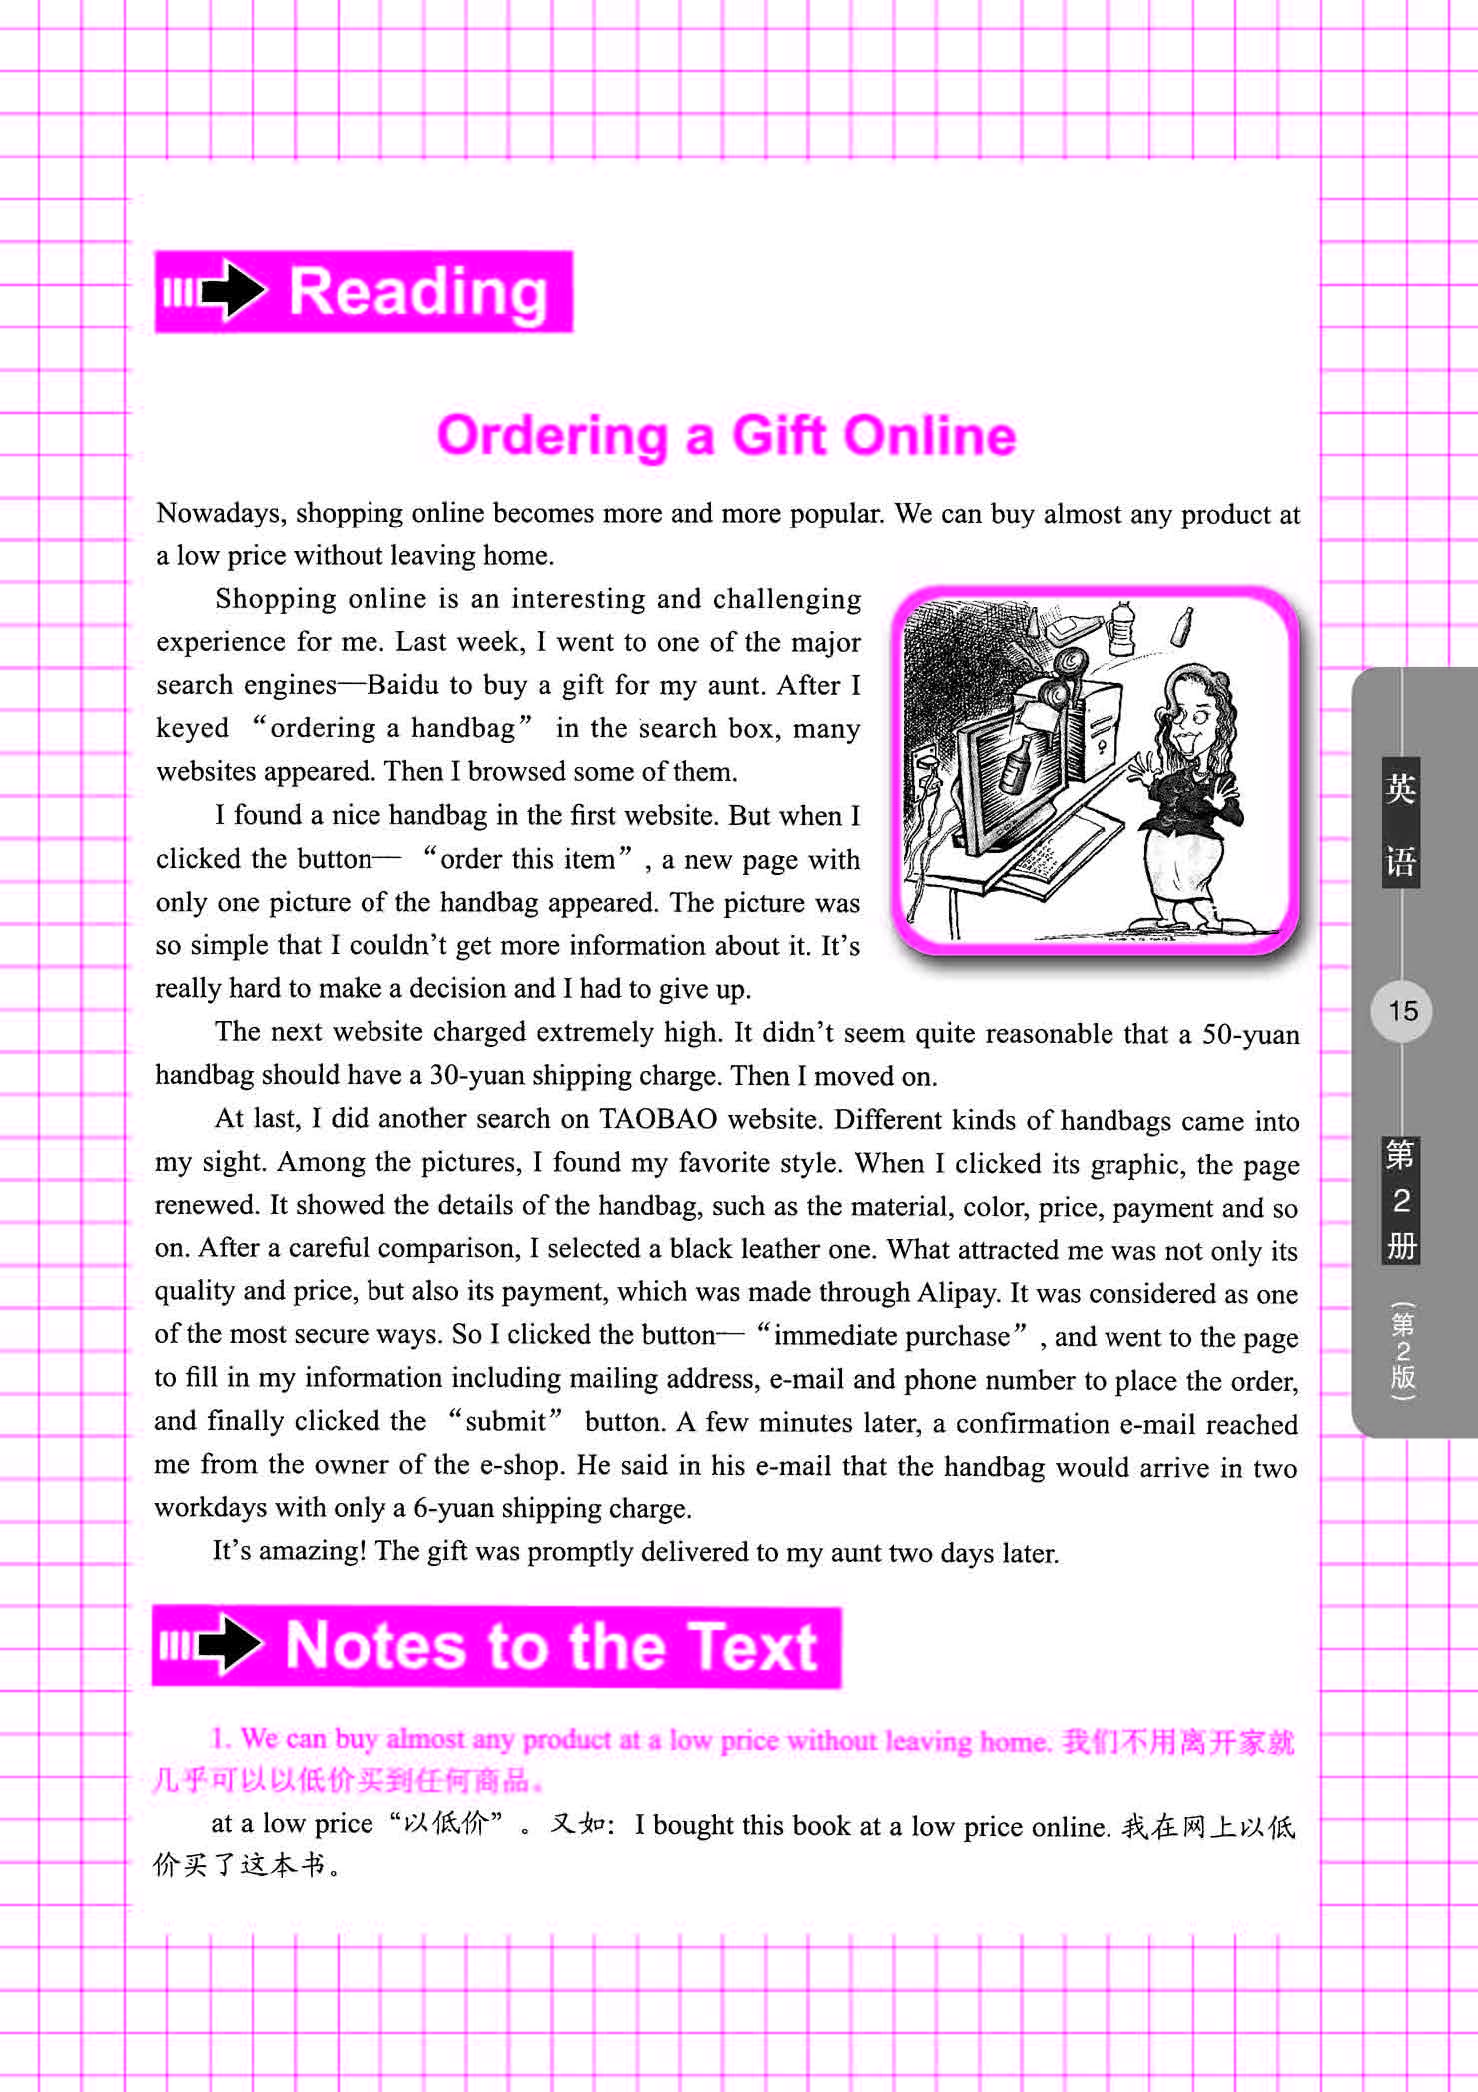 Reading
Ordering a Gift Online
Nowadays, shopping online becomes more and more popular. We can buy almost any product at
a low price without leaving home.
Shopping online is an interesting and challenging
experience for me. Last week, I went to one of the major
search engines—Baidu to buy a gift for my aunt. After I
keyed “ordering a handbag” in the search box, many
websites appeared. Then I browsed some of them.
I found a nice handbag in the first website. But when I
clicked the button— “order this item”, a new page with
only one picture of the handbag appeared. The picture was
so simple that I couldn’t get more information about it. It’s
really hard to make a decision and I had to give up.
The next website charged extremely high. It didn’t seem quite reasonable that a 50-yuan
handbag should have a 30-yuan shipping charge. Then I moved on.
At last, I did another search on TAOBAO website. Different kinds of handbags came into
my sight. Among the pictures, I found my favorite style. When I clicked its graphic, the page
renewed. It showed the details of the handbag, such as the material, color, price, payment and so
on. After a careful comparison, I selected a black leather one. What attracted me was not only its
quality and price, but also its payment, which was made through Alipay. It was considered as one
of the most secure ways. So I clicked the button—“immediate purchase”, and went to the page
to fill in my information including mailing address, e-mail and phone number to place the order,
and finally clicked the “submit” button. A few minutes later, a confirmation e-mail reached
me from the owner of the e-shop. He said in his e-mail that the handbag would arrive in two
workdays with only a 6-yuan shipping charge.
It’s amazing! The gift was promptly delivered to my aunt two days later.
Notes to the Text
1. We can buy almost any product at a low price without leaving home. 我们不用离开家就
几乎可以以低价买到任何商品。
at a low price“以低价”。又如：I bought this book at a low price online. 我在网上以低
价买了这本书。
英语
15
第2册
（第2版）